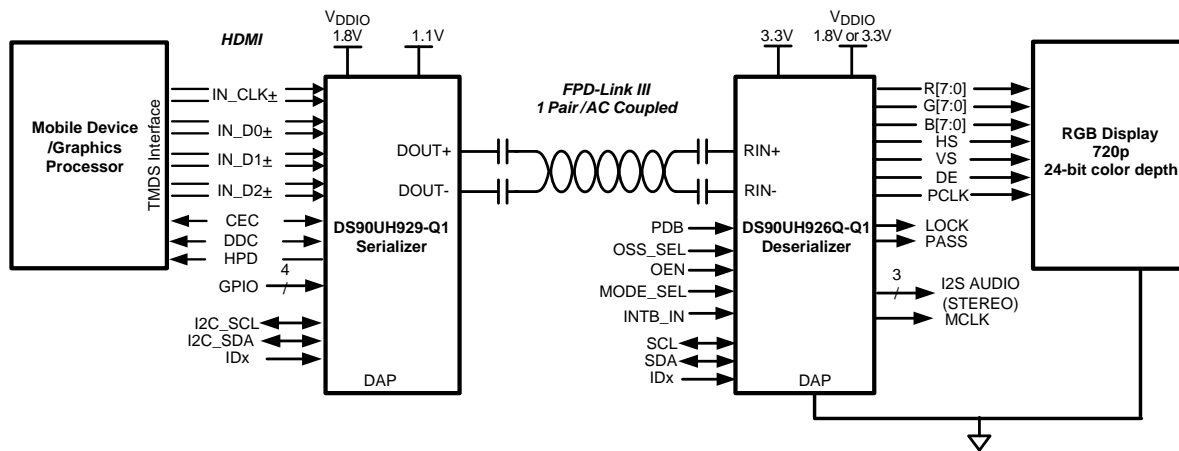 HDMI
VDDIO
1.8V
1.1V
3.3V
VDDIO
1.8V or 3.3V
FPD-Link III
1 Pair /AC Coupled
Mobile Device
/Graphics
Processor
TMDS Interface
IN_CLK±
IN_D0±
IN_D1±
IN_D2±
CEC
DDC
HPD
GPIO
4
I2C_SCL
I2C_SDA
IDx
DOUT+
DOUT-
DS90UH929-Q1
Serializer
DAP
RIN+
RIN-
PDB
OSS_SEL
OEN
MODE_SEL
INTB_IN
SCL
SDA
IDx
DS90UH926Q-Q1
Deserializer
DAP
R[7:0]
G[7:0]
B[7:0]
HS
VS
DE
PCLK
LOCK
PASS
3
I2S AUDIO
(STEREO)
MCLK
RGB Display
720p
24-bit color depth